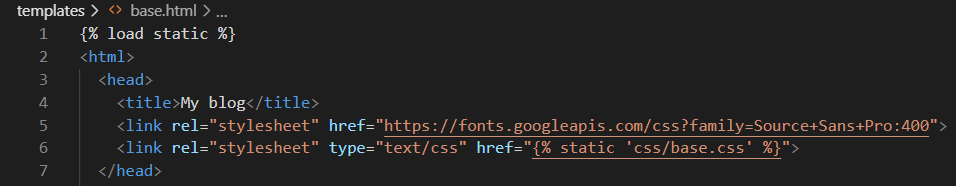 templates > <> base.html > ...
1 {% load static %}
2 <html>
3 <head>
4 <title>My blog</title>
5 <link rel="stylesheet" href="https://fonts.googleapis.com/css?family=Source+Sans+Pro:400">
6 <link rel="stylesheet" type="text/css" href="{% static 'css/base.css' %}">
7 </head>